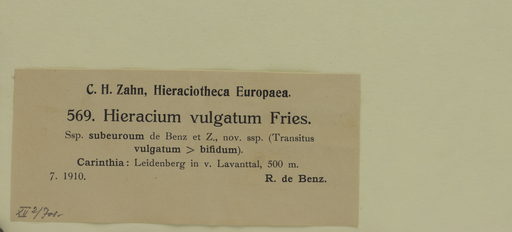 C. H. Zahn, Hieraciotheca Europaea.
569. Hieracium vulgatum Fries.
Ssp. subeuroum de Benz et Z., nov. ssp. (Transitus
vulgatum > bifidum).
Carinthia: Leidenberg in v. Lavanttal, 500 m.
7. 1910. R. de Benz.